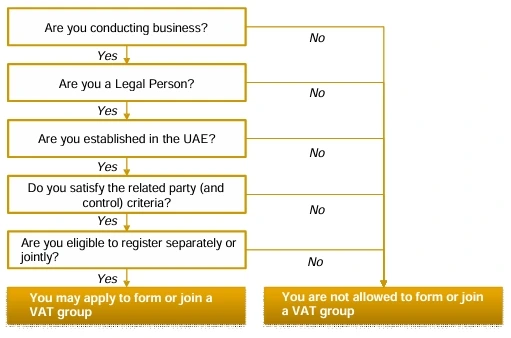 Are you conducting business?
No
Yes
Are you a Legal Person?
No
Yes
Are you established in the UAE?
No
Yes
Do you satisfy the related party (and
control) criteria?
No
Yes
Are you eligible to register separately or
jointly?
No
Yes
You may apply to form or join a
VAT group
You are not allowed to form or join
a VAT group